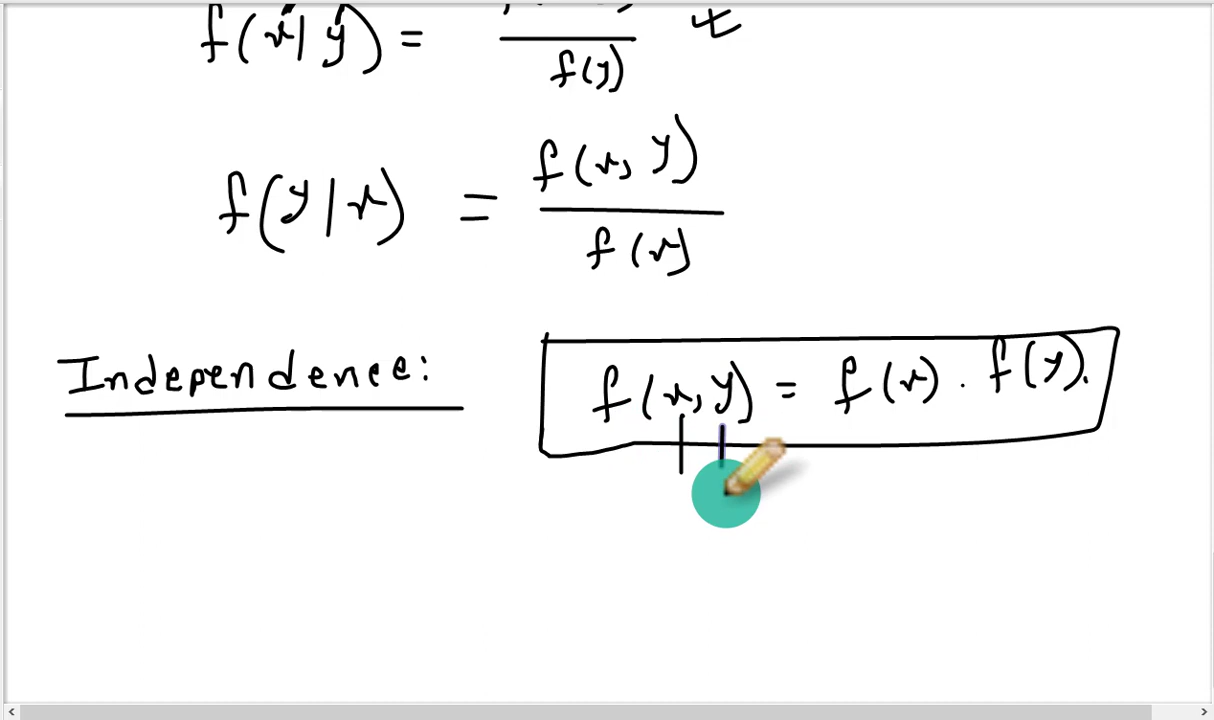 f(x|y) =
f(y)
f(y|x) = f(x, y)
f(x)
Independence: f(x, y) = f(x) . f(y).